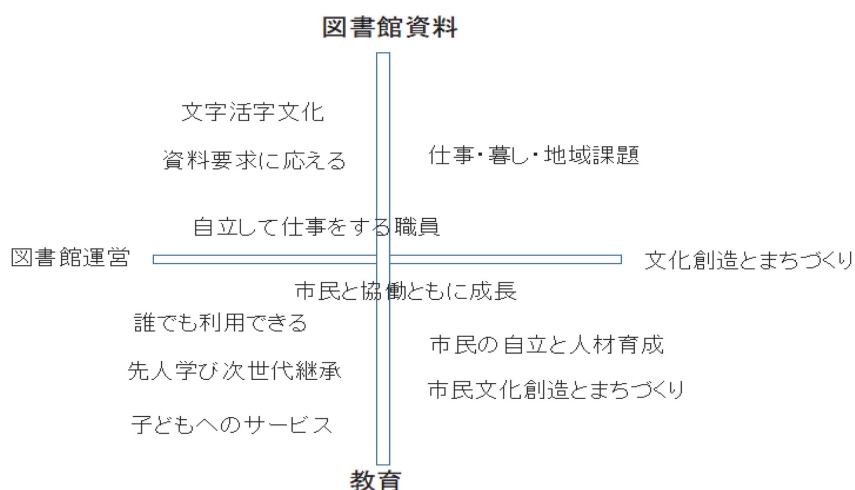 図書館資料
文字活字文化
資料要求に応える
仕事・暮し・地域課題
自立して仕事をする職員
図書館運営
文化創造とまちづくり
市民と協働ともに成長
誰でも利用できる
市民の自立と人材育成
先人学び次世代継承
市民文化創造とまちづくり
子どもへのサービス
教育